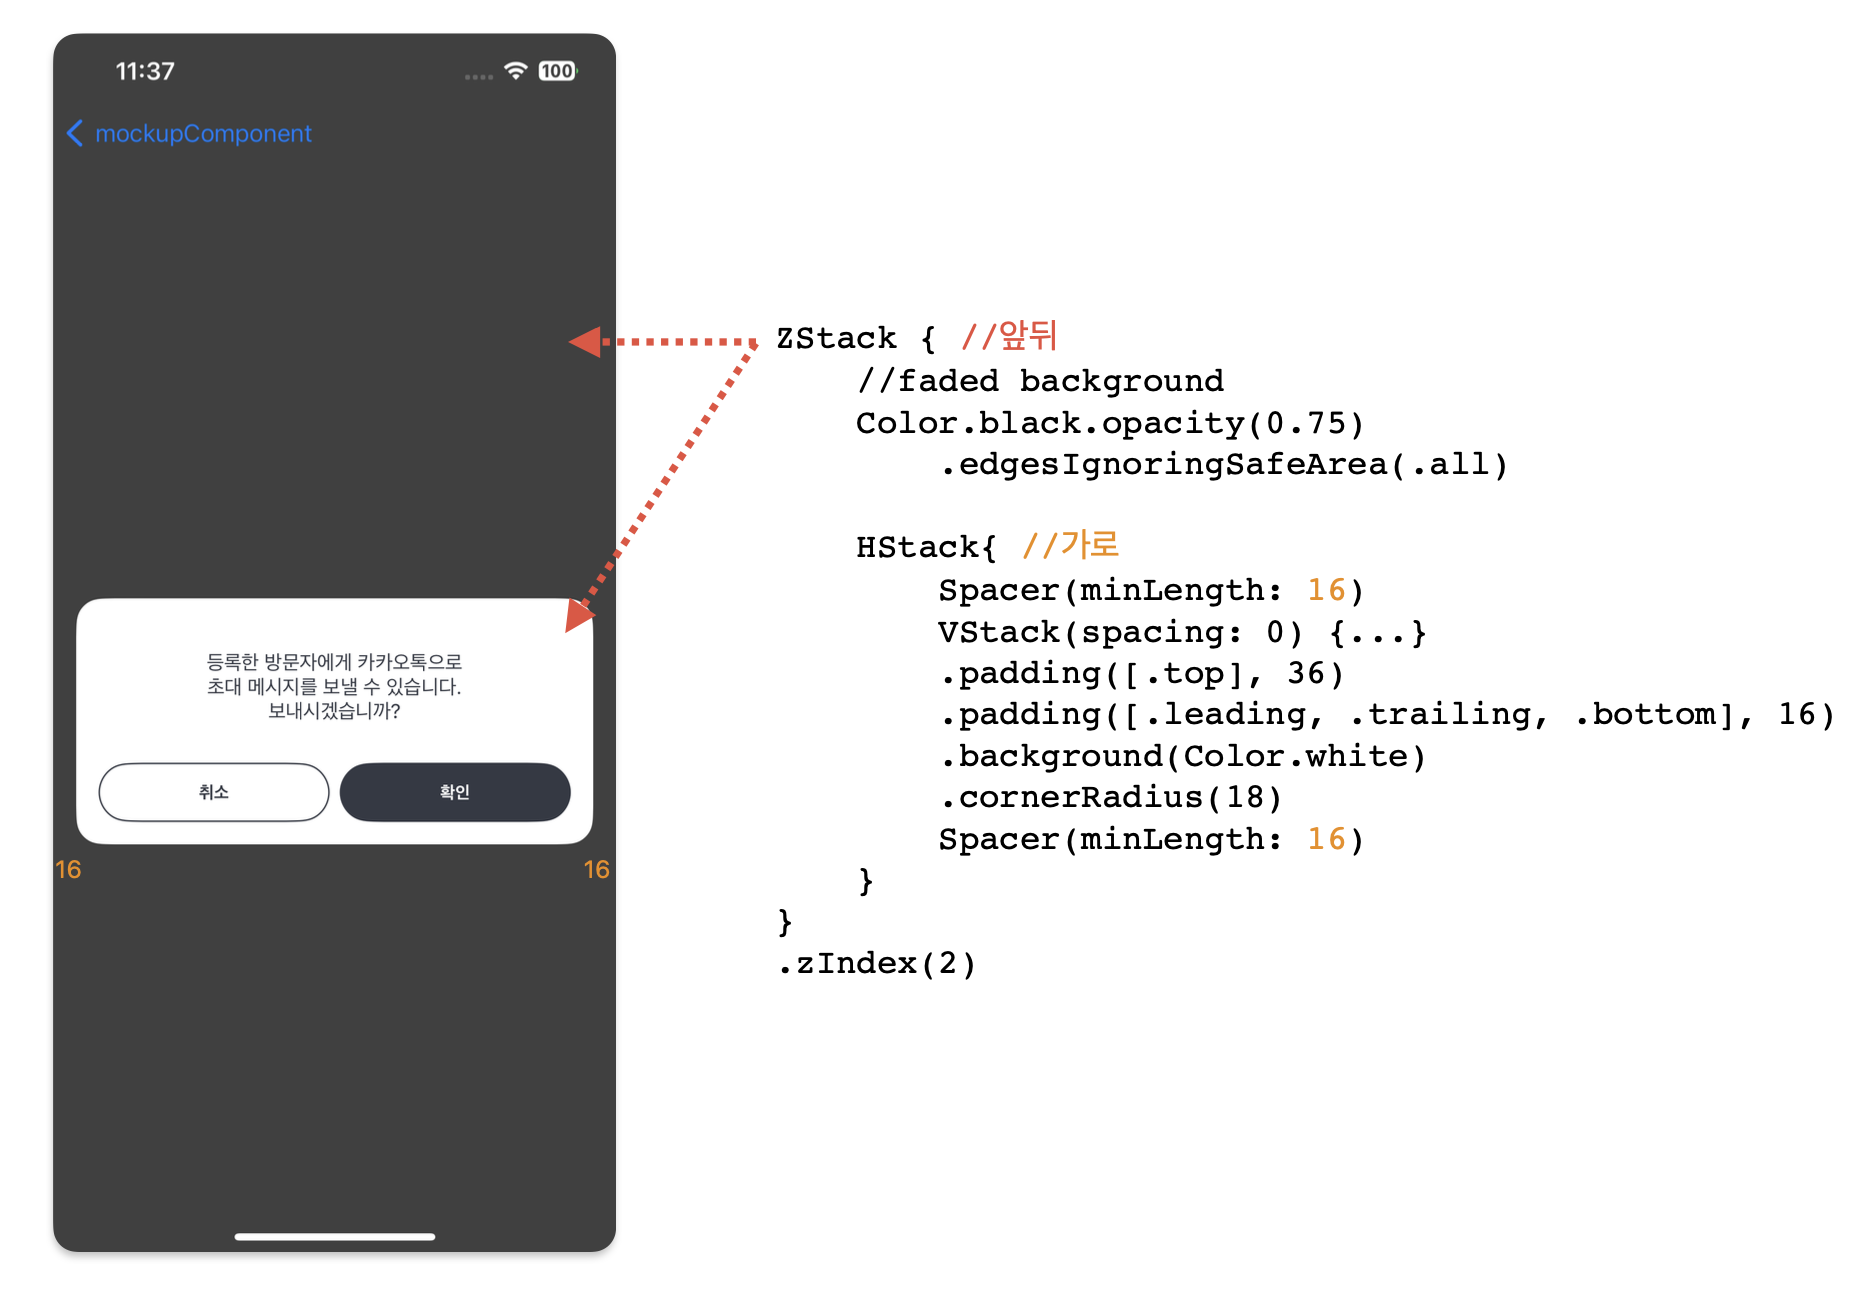 11:37
100
mockupComponent
등록한 방문자에게 카카오톡으로
초대 메시지를 보낼 수 있습니다.
보내시겠습니까?
취소
확인
16
16
ZStack { //앞뒤
//faded background
Color.black.opacity(0.75)
.edgesIgnoringSafeArea(.all)
HStack{ //가로
Spacer(minLength: 16)
VStack(spacing: 0) {...}
.padding([.top], 36)
.padding([.leading, .trailing, .bottom], 16)
.background(Color.white)
.cornerRadius(18)
Spacer(minLength: 16)
}
}
.zIndex(2)